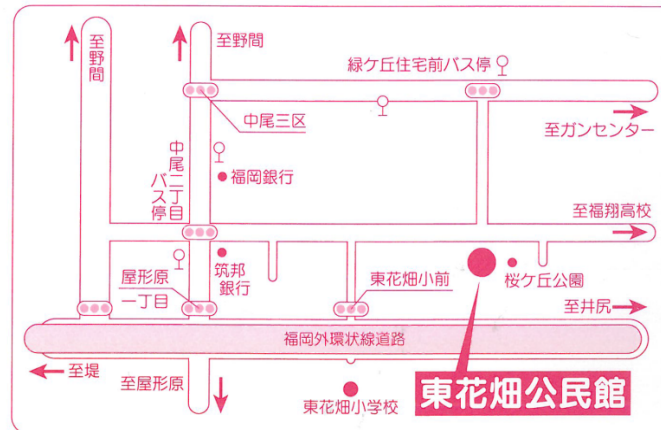 至野間
至野間
緑ケ丘住宅前バス停
中尾三区
至ガンセンター
中尾二丁目
バス停
福岡銀行
至福翔高校
筑邦
銀行
屋形原
一丁目
東花畑小前
桜ケ丘公園
至井尻
福岡外環状線道路
至堤
至屋形原
東花畑小学校
東花畑公民館